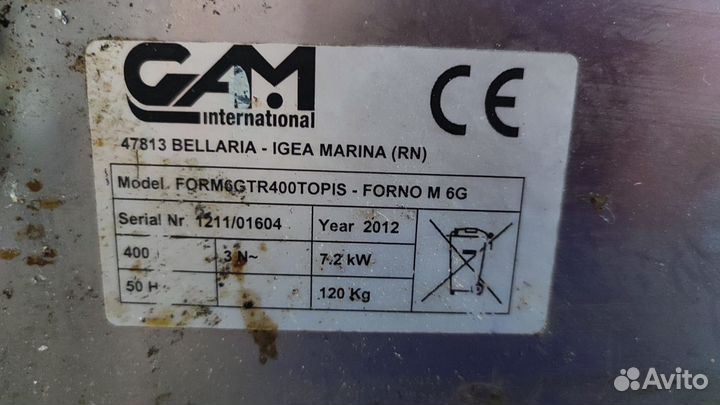 GAM
international
CE
47813 BELLARIA - IGEA MARINA (RN)
Model FORM6GTR400TOPIS - FORNO M 6G
Serial Nr 1211/01604 Year 2012
400 3 N~ 7.2 kW
50 H 120 Kg
Avito